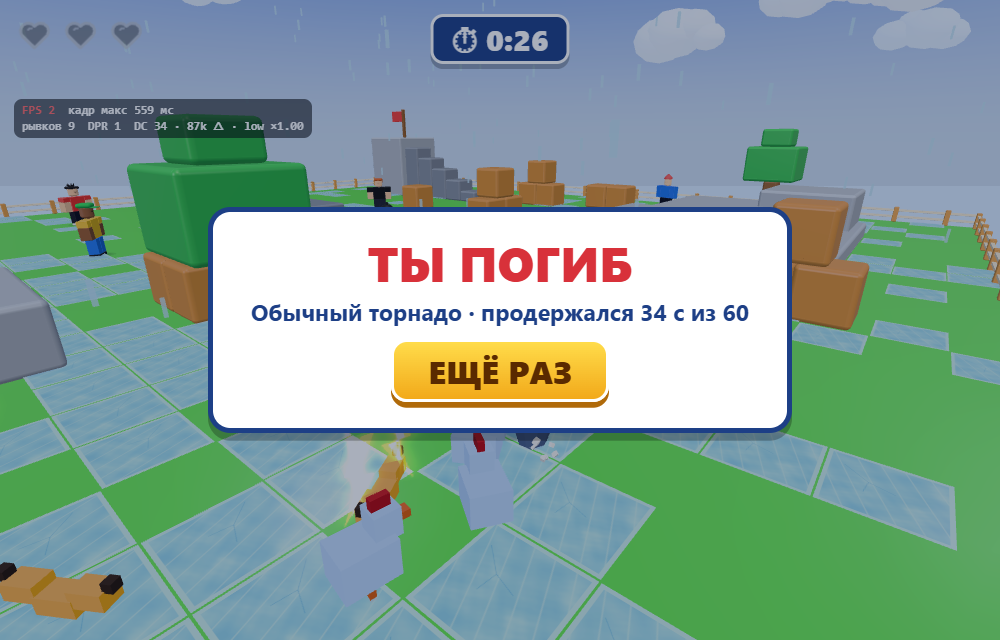 0:26
FPS 2 кадр макс 559 мс
рывков 9 DPR 1 DC 34 · 87k △ · low ×1.00
ТЫ ПОГИБ
Обычный торнадо · продержался 34 с из 60
ЕЩЁ РАЗ